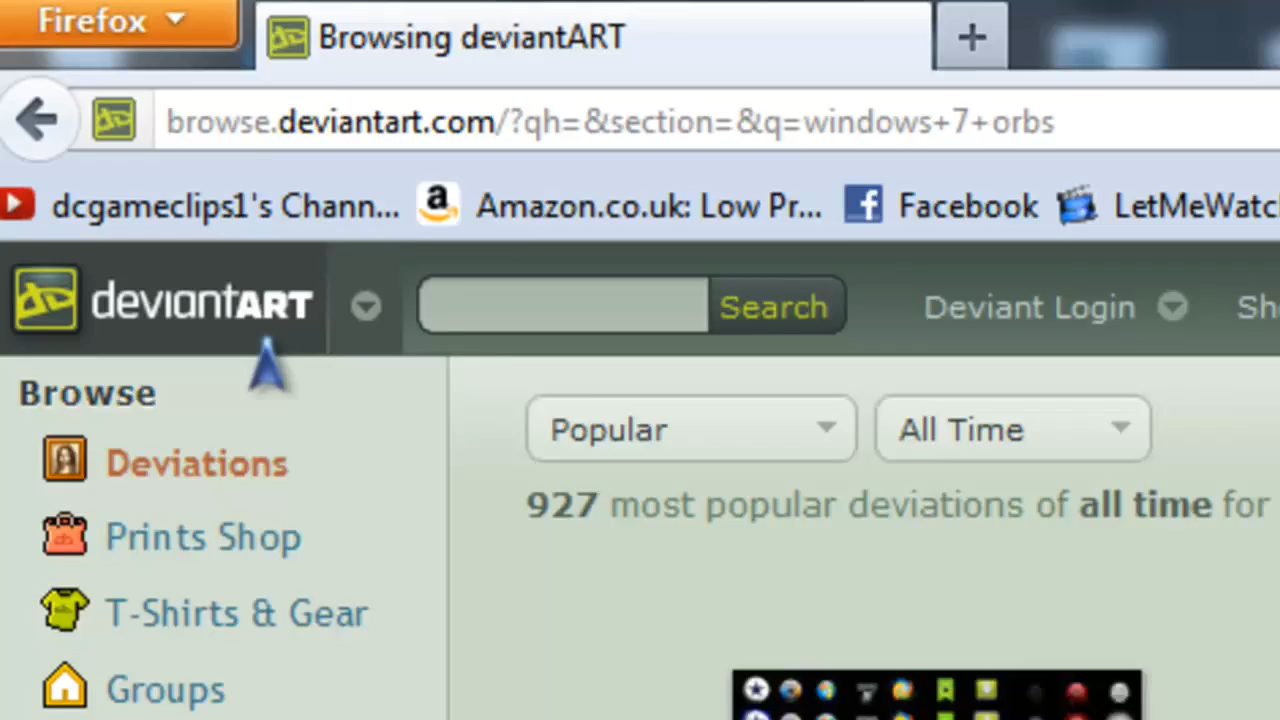 Firefox
Browsing deviantART
browse.deviantart.com/?qh=&section=&q=windows+7+orbs
dcgameclips1's Chann... Amazon.co.uk: Low Pr... Facebook LetMeWatch
deviantART Search Deviant Login Sh
Browse
Popular All Time
Deviations
927 most popular deviations of all time for
Prints Shop
T-Shirts & Gear
Groups